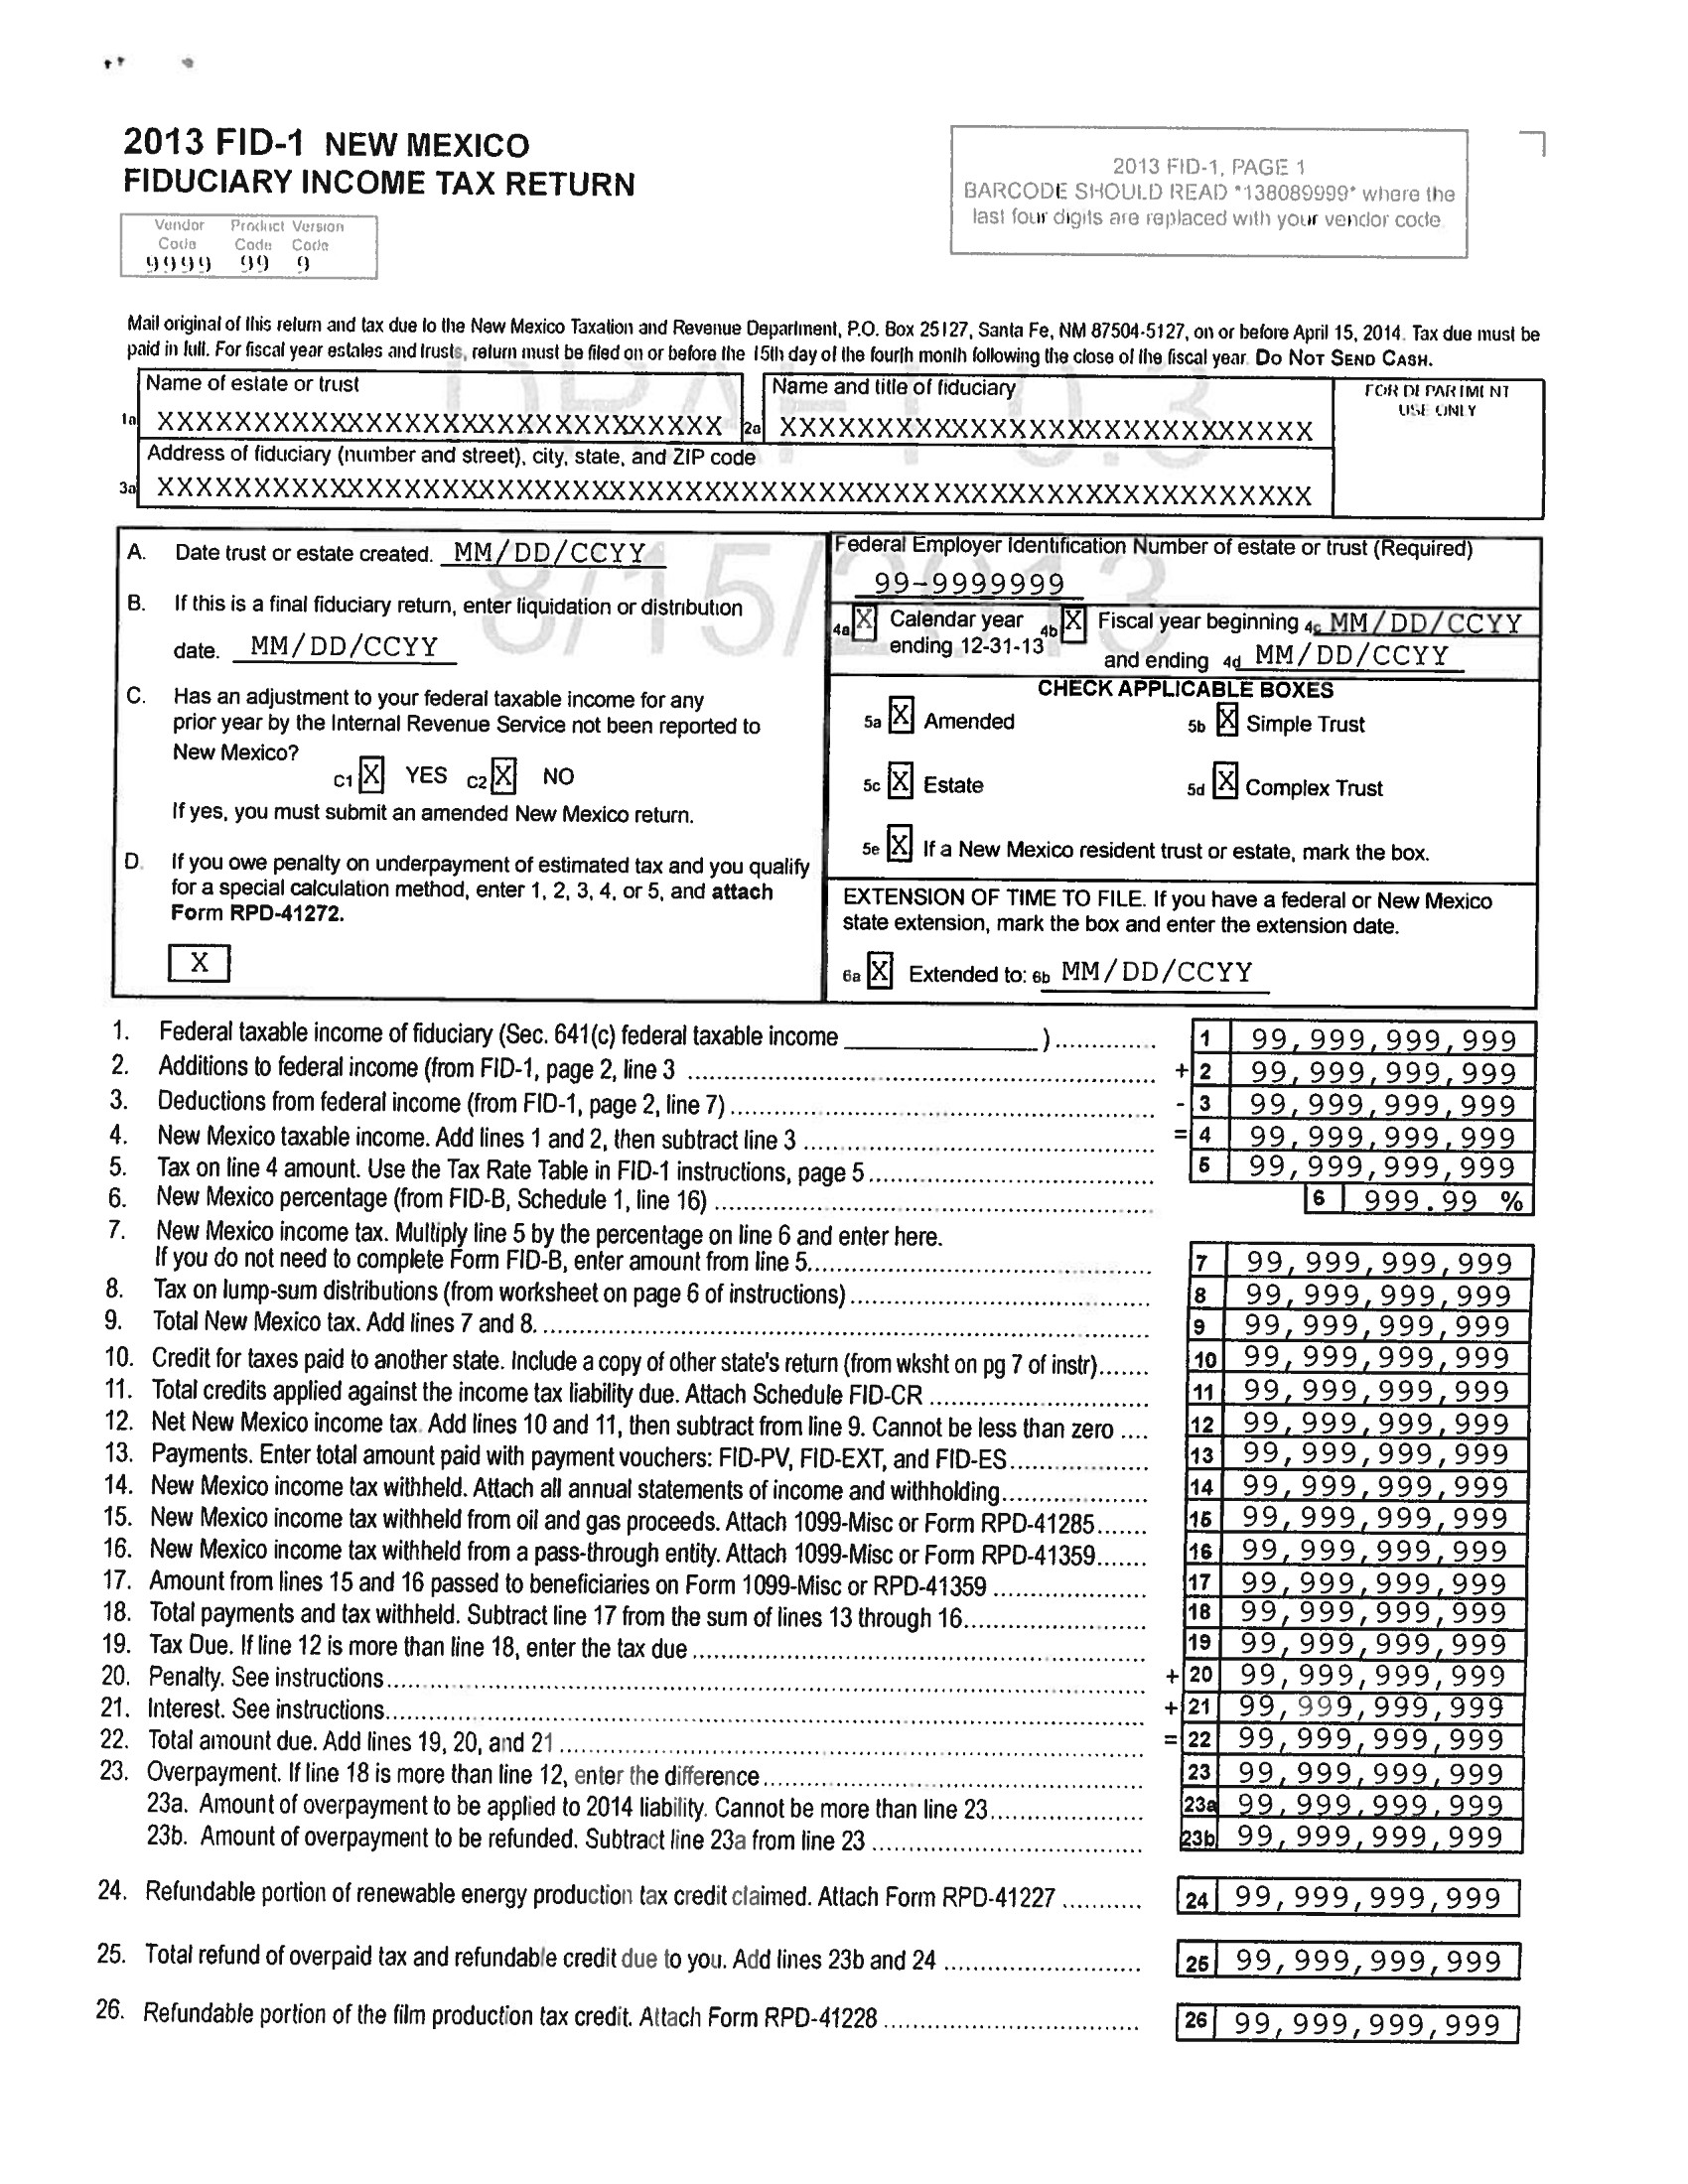 2013 FID-1 NEW MEXICO
FIDUCIARY INCOME TAX RETURN
Vendor Product Version
Code Code Code
9999 99 9
2013 FID-1, PAGE 1
BARCODE SHOULD READ *138089999* where the
last four digits are replaced with your vendor code.
Mail original of this return and tax due to the New Mexico Taxation and Revenue Department, P.O. Box 25127, Santa Fe, NM 87504-5127, on or before April 15, 2014. Tax due must be
paid in full. For fiscal year estates and trusts, return must be filed on or before the 15th day of the fourth month following the close of the fiscal year. DO NOT SEND CASH.
DRAFT 0.3
8/15/2013
Name of estate or trust
1a XXXXXXXXXXXXXXXXXXXXXXXXXXXXX
Name and title of fiduciary
2a XXXXXXXXXXXXXXXXXXXXXXXXXXXX
FOR DEPARTMENT
USE ONLY
Address of fiduciary (number and street), city, state, and ZIP code
3a XXXXXXXXXXXXXXXXXXXXXXXXXXXXXXXXXXXXXXXXXXXXXXXXXXXXXXXXXXXX
A. Date trust or estate created. MM/DD/CCYY
B. If this is a final fiduciary return, enter liquidation or distribution
date. MM/DD/CCYY
C. Has an adjustment to your federal taxable income for any
prior year by the Internal Revenue Service not been reported to
New Mexico?
C1 X YES C2 X NO
If yes, you must submit an amended New Mexico return.
D. If you owe penalty on underpayment of estimated tax and you qualify
for a special calculation method, enter 1, 2, 3, 4, or 5, and attach
Form RPD-41272.
X
Federal Employer Identification Number of estate or trust (Required)
99-9999999
4a X Calendar year 4b X Fiscal year beginning 4c MM/DD/CCYY
ending 12-31-13 and ending 4d MM/DD/CCYY
CHECK APPLICABLE BOXES
5a X Amended 5b X Simple Trust
5c X Estate 5d X Complex Trust
5e X If a New Mexico resident trust or estate, mark the box.
EXTENSION OF TIME TO FILE. If you have a federal or New Mexico
state extension, mark the box and enter the extension date.
6a X Extended to: 6b MM/DD/CCYY
1. Federal taxable income of fiduciary (Sec. 641(c) federal taxable income ____________________) ............. 1 99,999,999,999
2. Additions to federal income (from FID-1, page 2, line 3 ............. + 2 99,999,999,999
3. Deductions from federal income (from FID-1, page 2, line 7) ............. - 3 99,999,999,999
4. New Mexico taxable income. Add lines 1 and 2, then subtract line 3 ............. = 4 99,999,999,999
5. Tax on line 4 amount. Use the Tax Rate Table in FID-1 instructions, page 5 ............. 5 99,999,999,999
6. New Mexico percentage (from FID-B, Schedule 1, line 16) ............. 6 999.99 %
7. New Mexico income tax. Multiply line 5 by the percentage on line 6 and enter here.
If you do not need to complete Form FID-B, enter amount from line 5. ............. 7 99,999,999,999
8. Tax on lump-sum distributions (from worksheet on page 6 of instructions) ............. 8 99,999,999,999
9. Total New Mexico tax. Add lines 7 and 8. ............. 9 99,999,999,999
10. Credit for taxes paid to another state. Include a copy of other state's return (from wksht on pg 7 of instr) ....... 10 99,999,999,999
11. Total credits applied against the income tax liability due. Attach Schedule FID-CR ............. 11 99,999,999,999
12. Net New Mexico income tax. Add lines 10 and 11, then subtract from line 9. Cannot be less than zero .... 12 99,999,999,999
13. Payments. Enter total amount paid with payment vouchers: FID-PV, FID-EXT, and FID-ES ............. 13 99,999,999,999
14. New Mexico income tax withheld. Attach all annual statements of income and withholding ............. 14 99,999,999,999
15. New Mexico income tax withheld from oil and gas proceeds. Attach 1099-Misc or Form RPD-41285 ....... 15 99,999,999,999
16. New Mexico income tax withheld from a pass-through entity. Attach 1099-Misc or Form RPD-41359 ....... 16 99,999,999,999
17. Amount from lines 15 and 16 passed to beneficiaries on Form 1099-Misc or RPD-41359 ............. 17 99,999,999,999
18. Total payments and tax withheld. Subtract line 17 from the sum of lines 13 through 16 ............. 18 99,999,999,999
19. Tax Due. If line 12 is more than line 18, enter the tax due ............. 19 99,999,999,999
20. Penalty. See instructions ............. + 20 99,999,999,999
21. Interest. See instructions ............. + 21 99,999,999,999
22. Total amount due. Add lines 19, 20, and 21 ............. = 22 99,999,999,999
23. Overpayment. If line 18 is more than line 12, enter the difference ............. 23 99,999,999,999
23a. Amount of overpayment to be applied to 2014 liability. Cannot be more than line 23 ............. 23a 99,999,999,999
23b. Amount of overpayment to be refunded. Subtract line 23a from line 23 ............. 23b 99,999,999,999
24. Refundable portion of renewable energy production tax credit claimed. Attach Form RPD-41227 ........... 24 99,999,999,999
25. Total refund of overpaid tax and refundable credit due to you. Add lines 23b and 24 ............. 25 99,999,999,999
26. Refundable portion of the film production tax credit. Attach Form RPD-41228 ............. 26 99,999,999,999